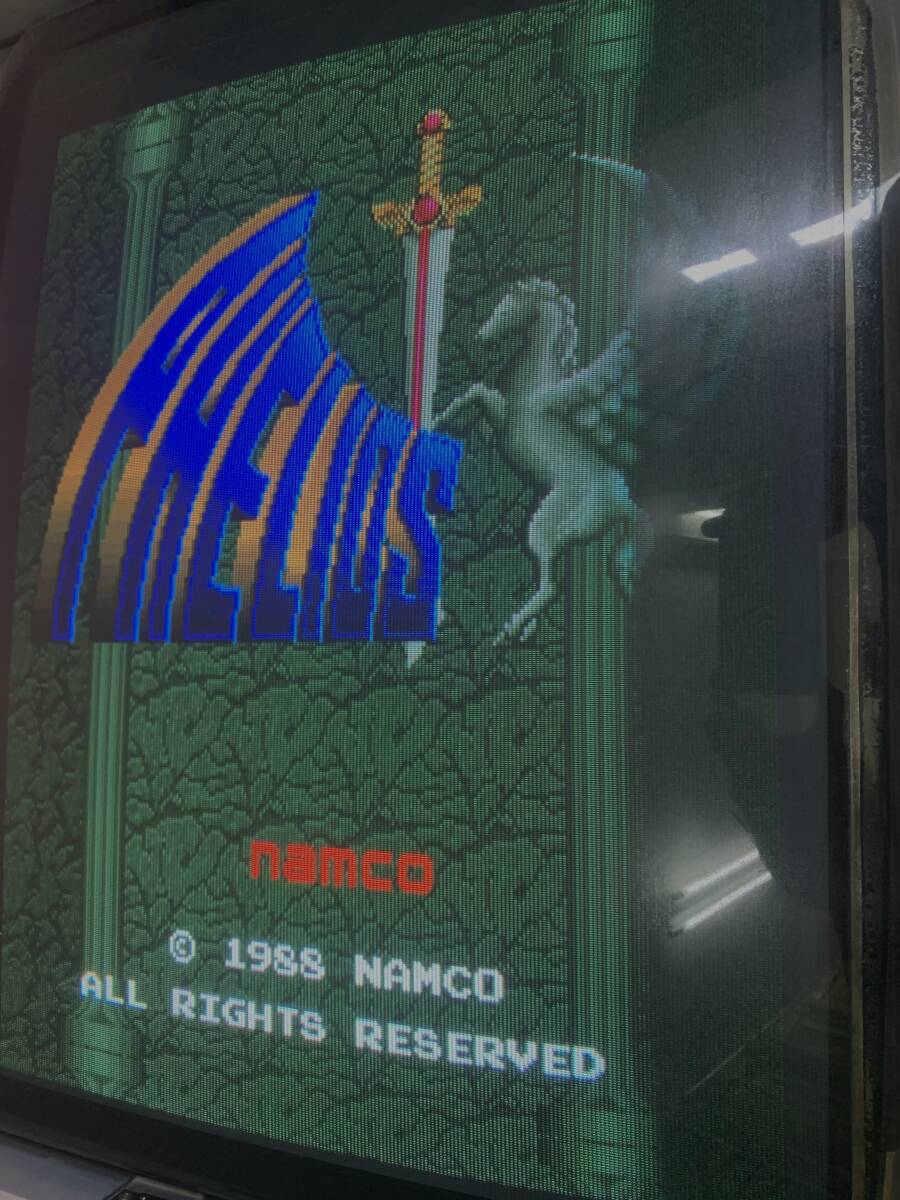 PHELIOS
namco
© 1988 NAMCO
ALL RIGHTS RESERVED